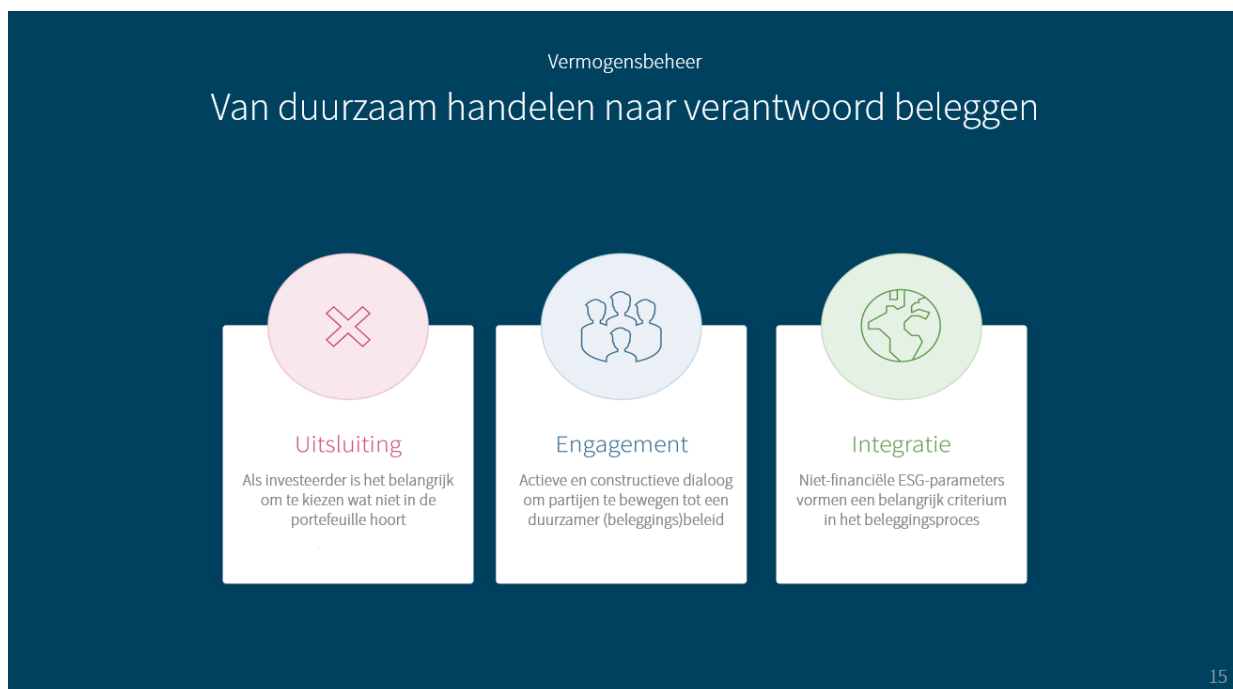 Vermogensbeheer
Van duurzaam handelen naar verantwoord beleggen
Uitsluiting
Als investeerder is het belangrijk
om te kiezen wat niet in de
portefeuille hoort
Engagement
Actieve en constructieve dialoog
om partijen te bewegen tot een
duurzamer (beleggings)beleid
Integratie
Niet-financiële ESG-parameters
vormen een belangrijk criterium
in het beleggingsproces
15